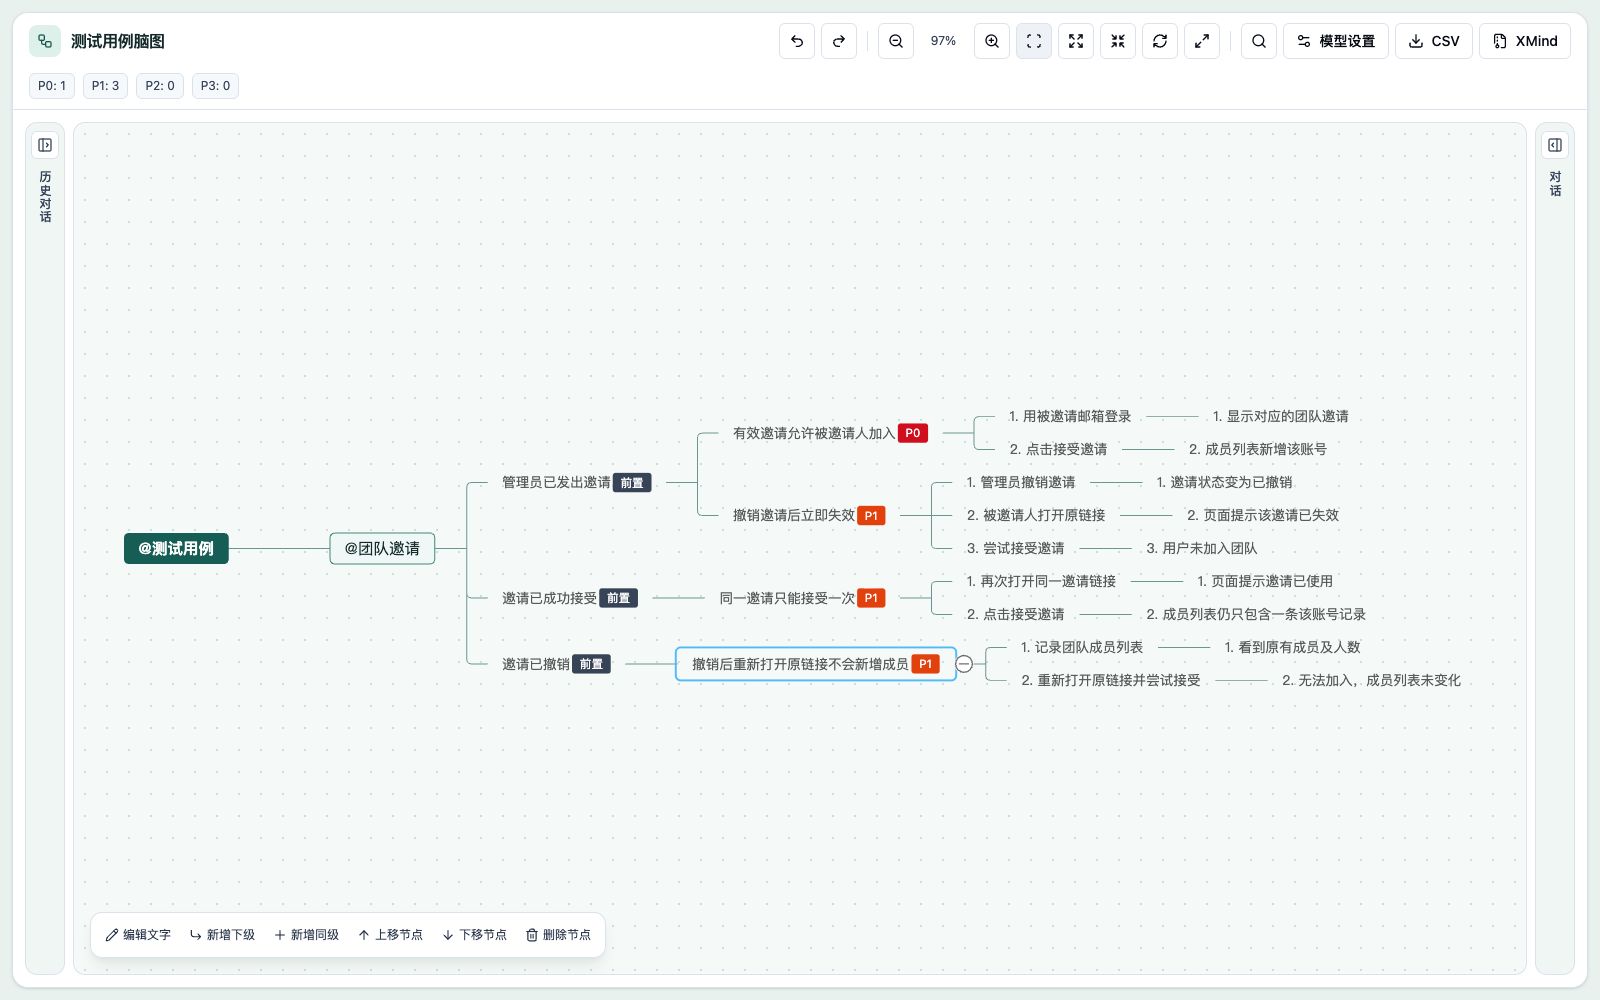 测试用例脑图
97%
模型设置
CSV
XMind
P0: 1
P1: 3
P2: 0
P3: 0
历史对话
对话
@测试用例
@团队邀请
管理员已发出邀请 前置
有效邀请允许被邀请人加入 P0
1. 用被邀请邮箱登录
1. 显示对应的团队邀请
2. 点击接受邀请
2. 成员列表新增该账号
撤销邀请后立即失效 P1
1. 管理员撤销邀请
1. 邀请状态变为已撤销
2. 被邀请人打开原链接
2. 页面提示该邀请已失效
3. 尝试接受邀请
3. 用户未加入团队
邀请已成功接受 前置
同一邀请只能接受一次 P1
1. 再次打开同一邀请链接
1. 页面提示邀请已使用
2. 点击接受邀请
2. 成员列表仍只包含一条该账号记录
邀请已撤销 前置
撤销后重新打开原链接不会新增成员 P1
1. 记录团队成员列表
1. 看到原有成员及人数
2. 重新打开原链接并尝试接受
2. 无法加入，成员列表未变化
编辑文字
新增下级
新增同级
上移节点
下移节点
删除节点